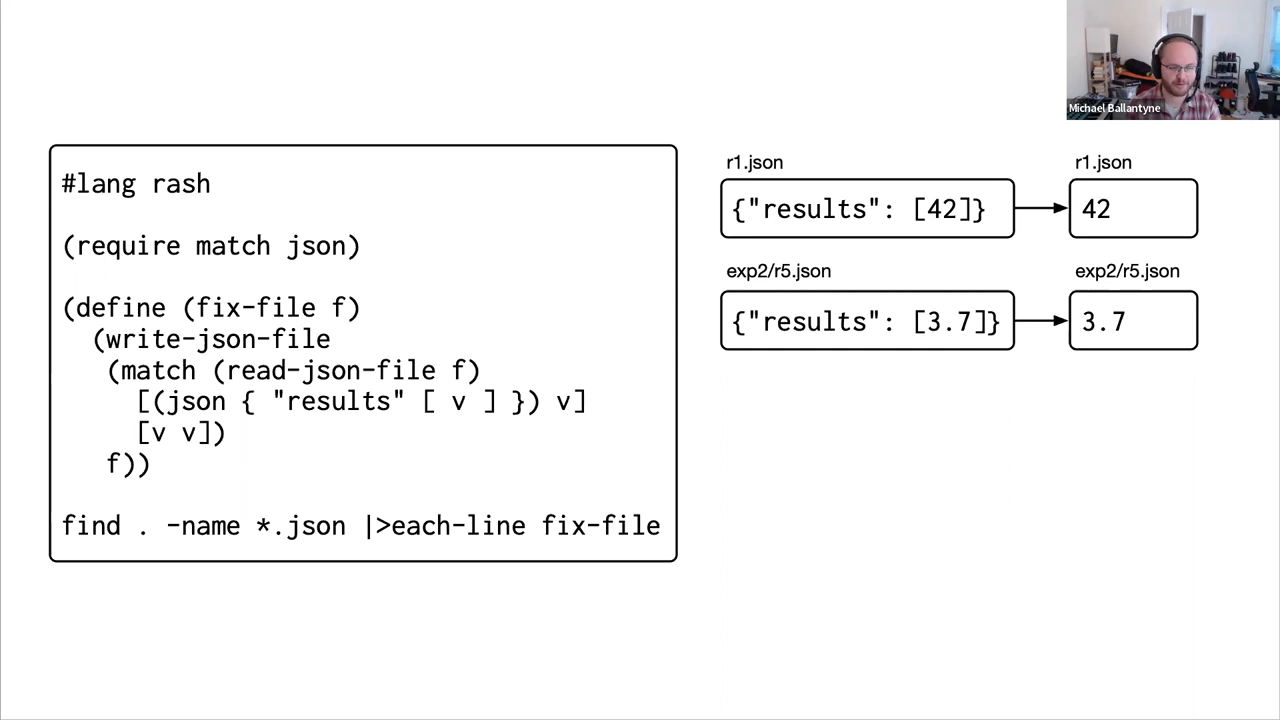 Michael Ballantyne
#lang rash
(require match json)
(define (fix-file f)
(write-json-file
(match (read-json-file f)
[(json { "results" [ v ] }) v]
[v v])
f))
find . -name *.json |>each-line fix-file
r1.json
{"results": [42]}
r1.json
42
exp2/r5.json
{"results": [3.7]}
exp2/r5.json
3.7